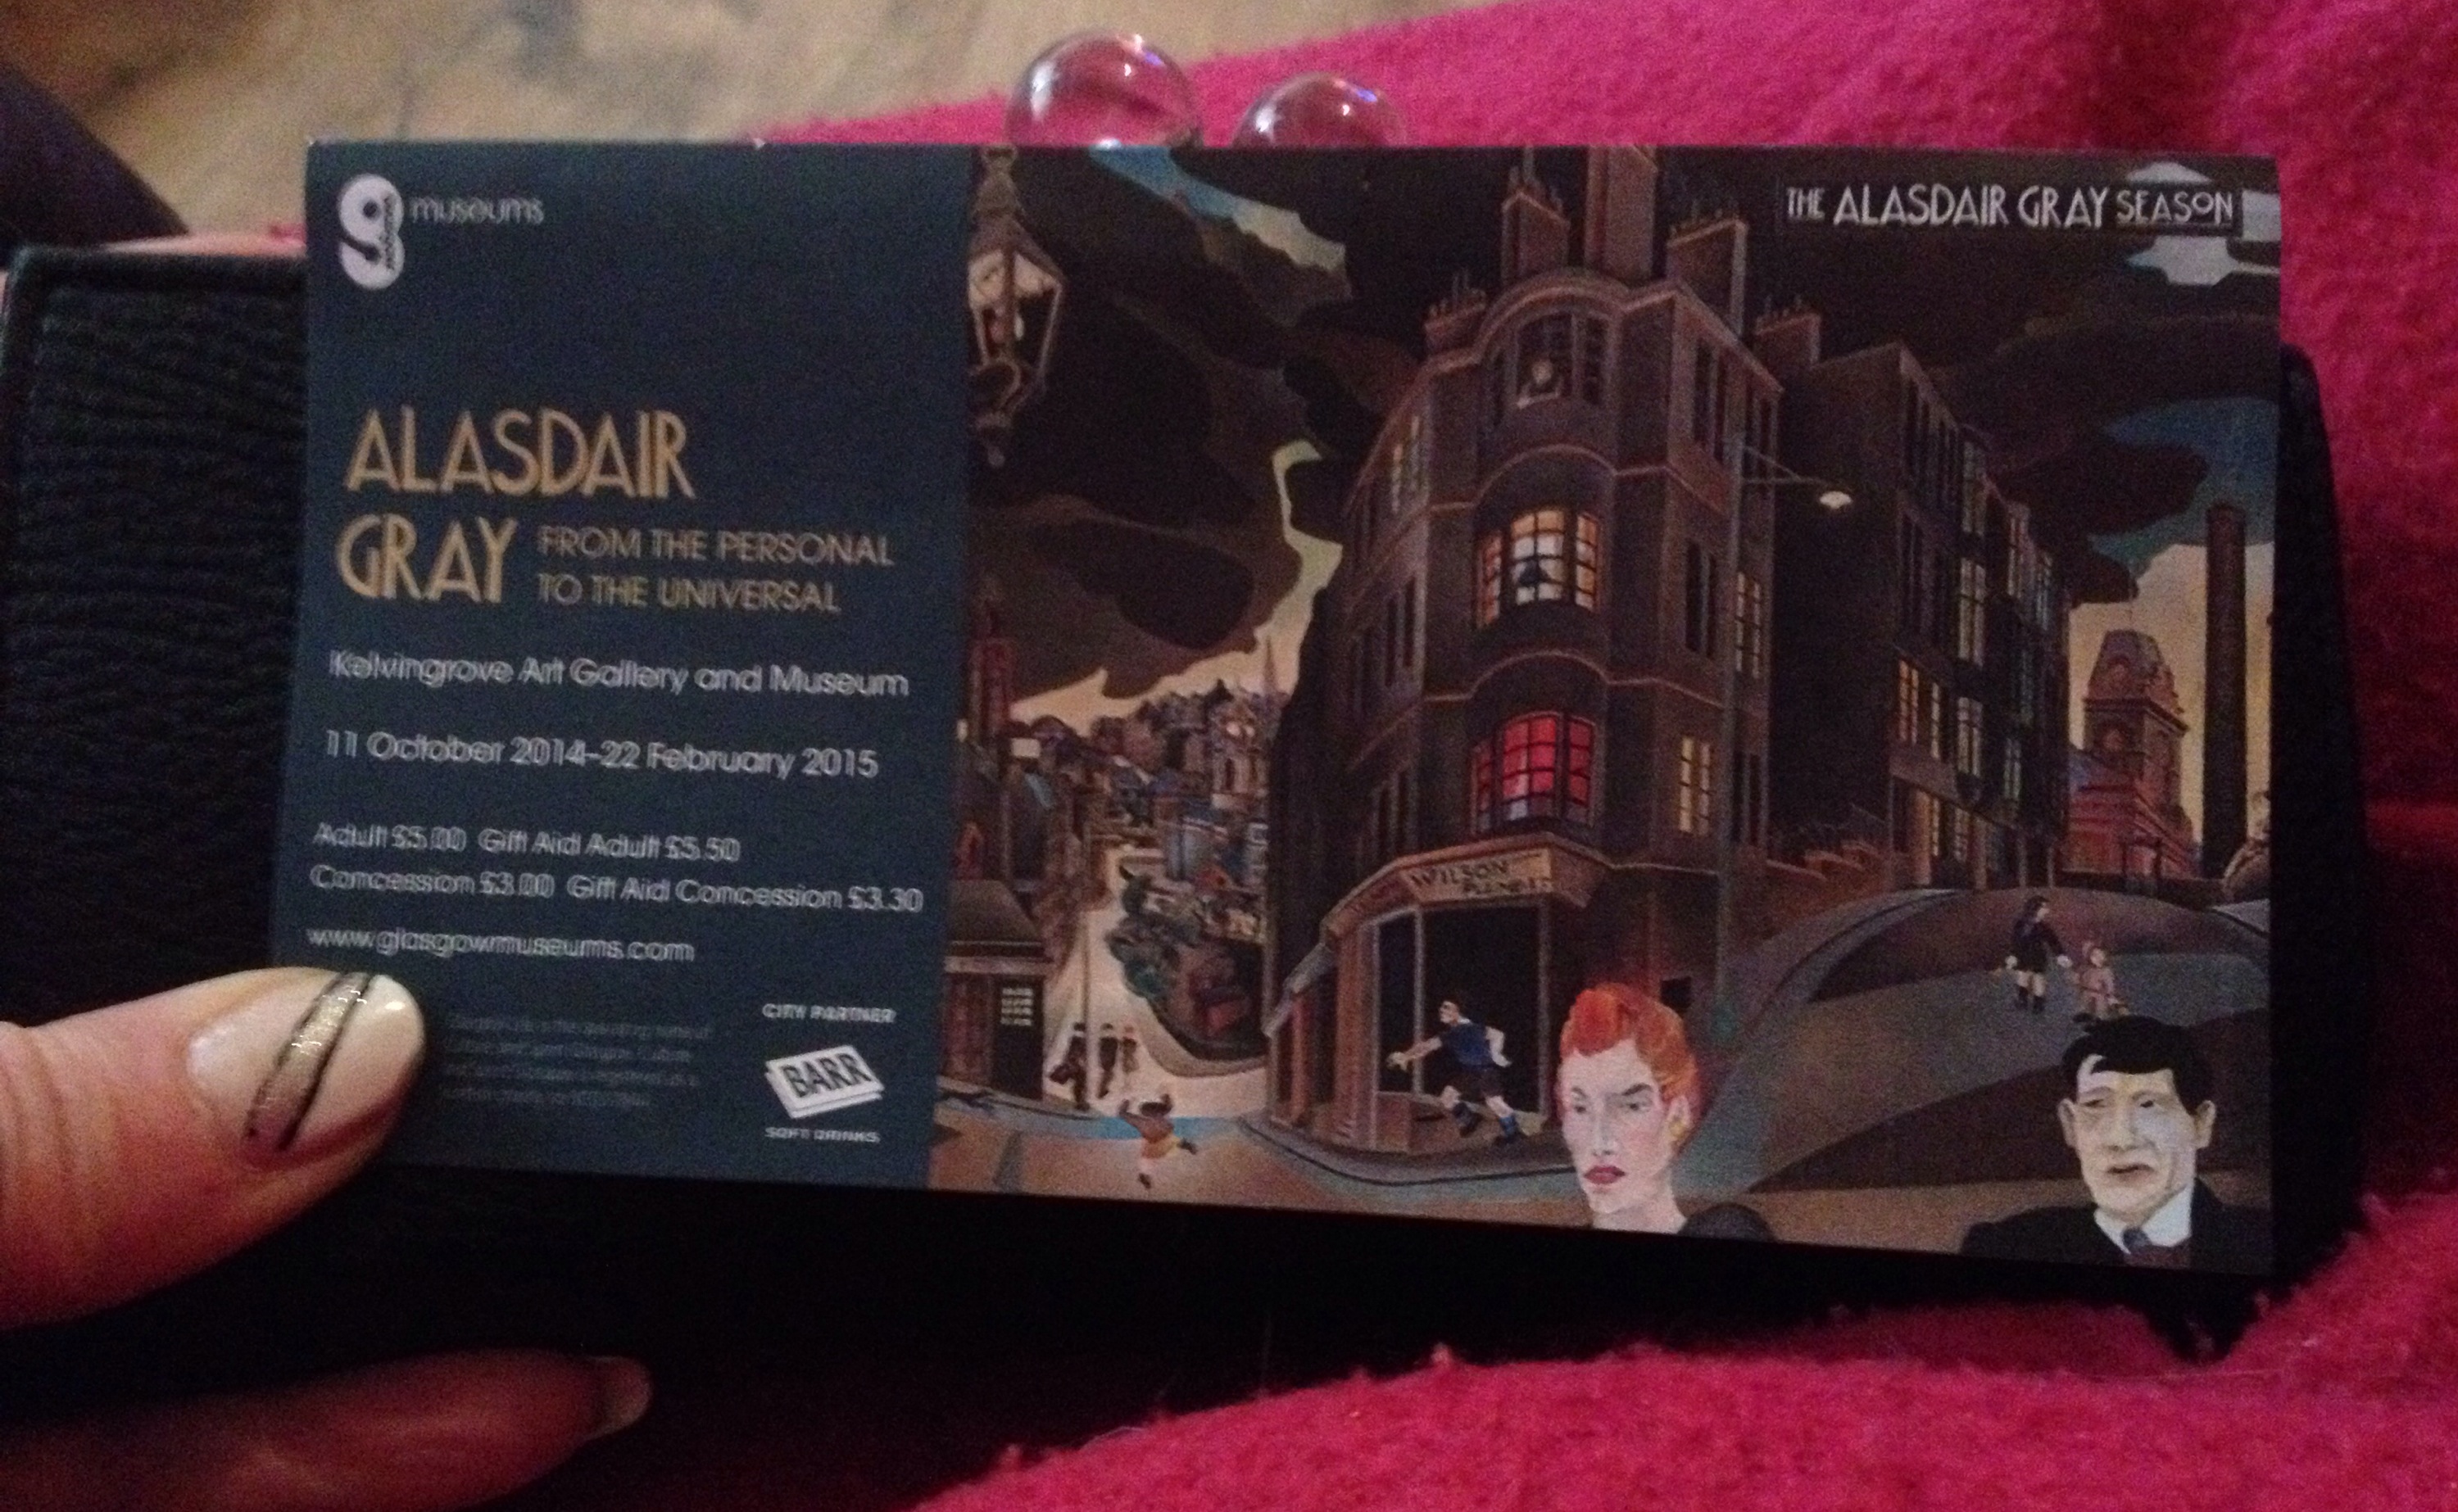 museums
THE ALASDAIR GRAY SEASON
ALASDAIR
GRAY FROM THE PERSONAL
TO THE UNIVERSAL
Kelvingrove Art Gallery and Museum
11 October 2014–22 February 2015
Adult £5.00 Gift Aid Adult £5.50
Concession £3.00 Gift Aid Concession £3.30
www.glasgowmuseums.com
CITY PARTNER
BARR
SOFT DRINKS
WILSON